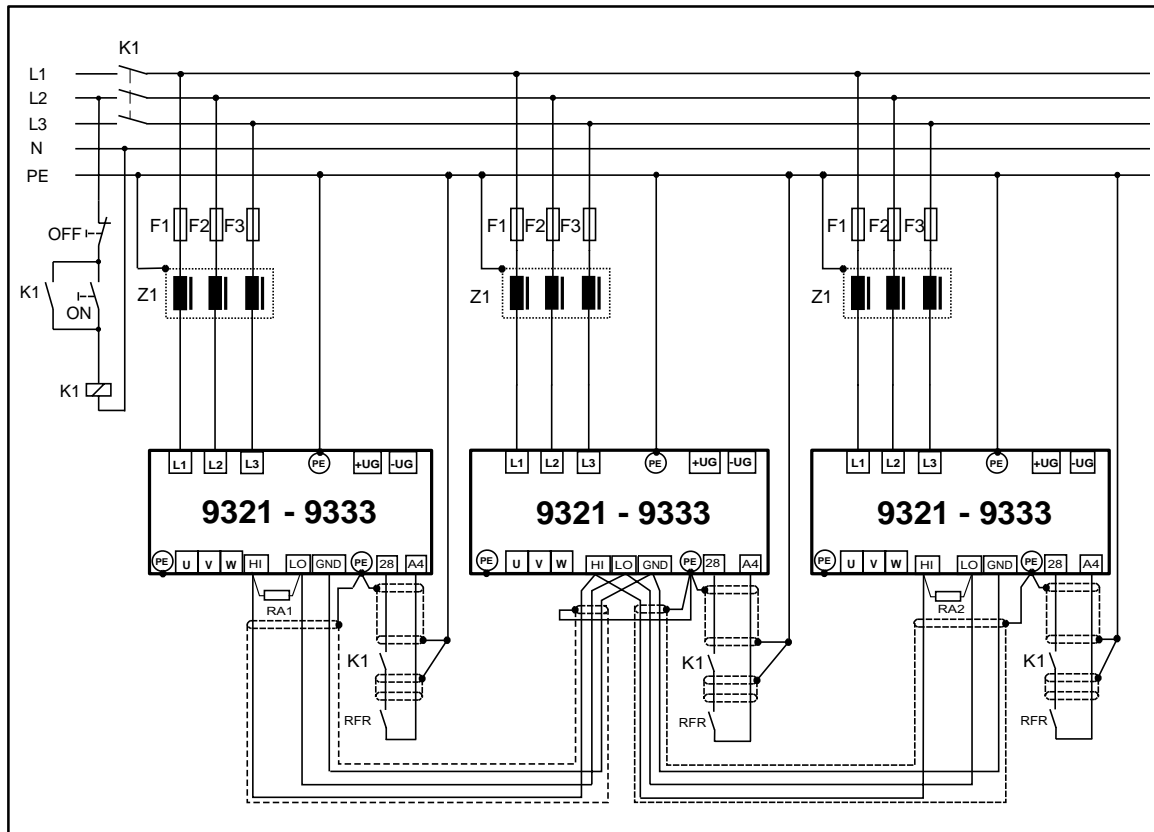 K1
L1
L2
L3
N
PE
OFF
K1
ON
K1
F1 F2 F3
Z1
F1 F2 F3
Z1
F1 F2 F3
Z1
L1 L2 L3 PE +UG -UG
9321 - 9333
PE U V W HI LO GND PE 28 A4
L1 L2 L3 PE +UG -UG
9321 - 9333
PE U V W HI LO GND PE 28 A4
L1 L2 L3 PE +UG -UG
9321 - 9333
PE U V W HI LO GND PE 28 A4
RA1
K1
RFR
K1
RFR
RA2
K1
RFR